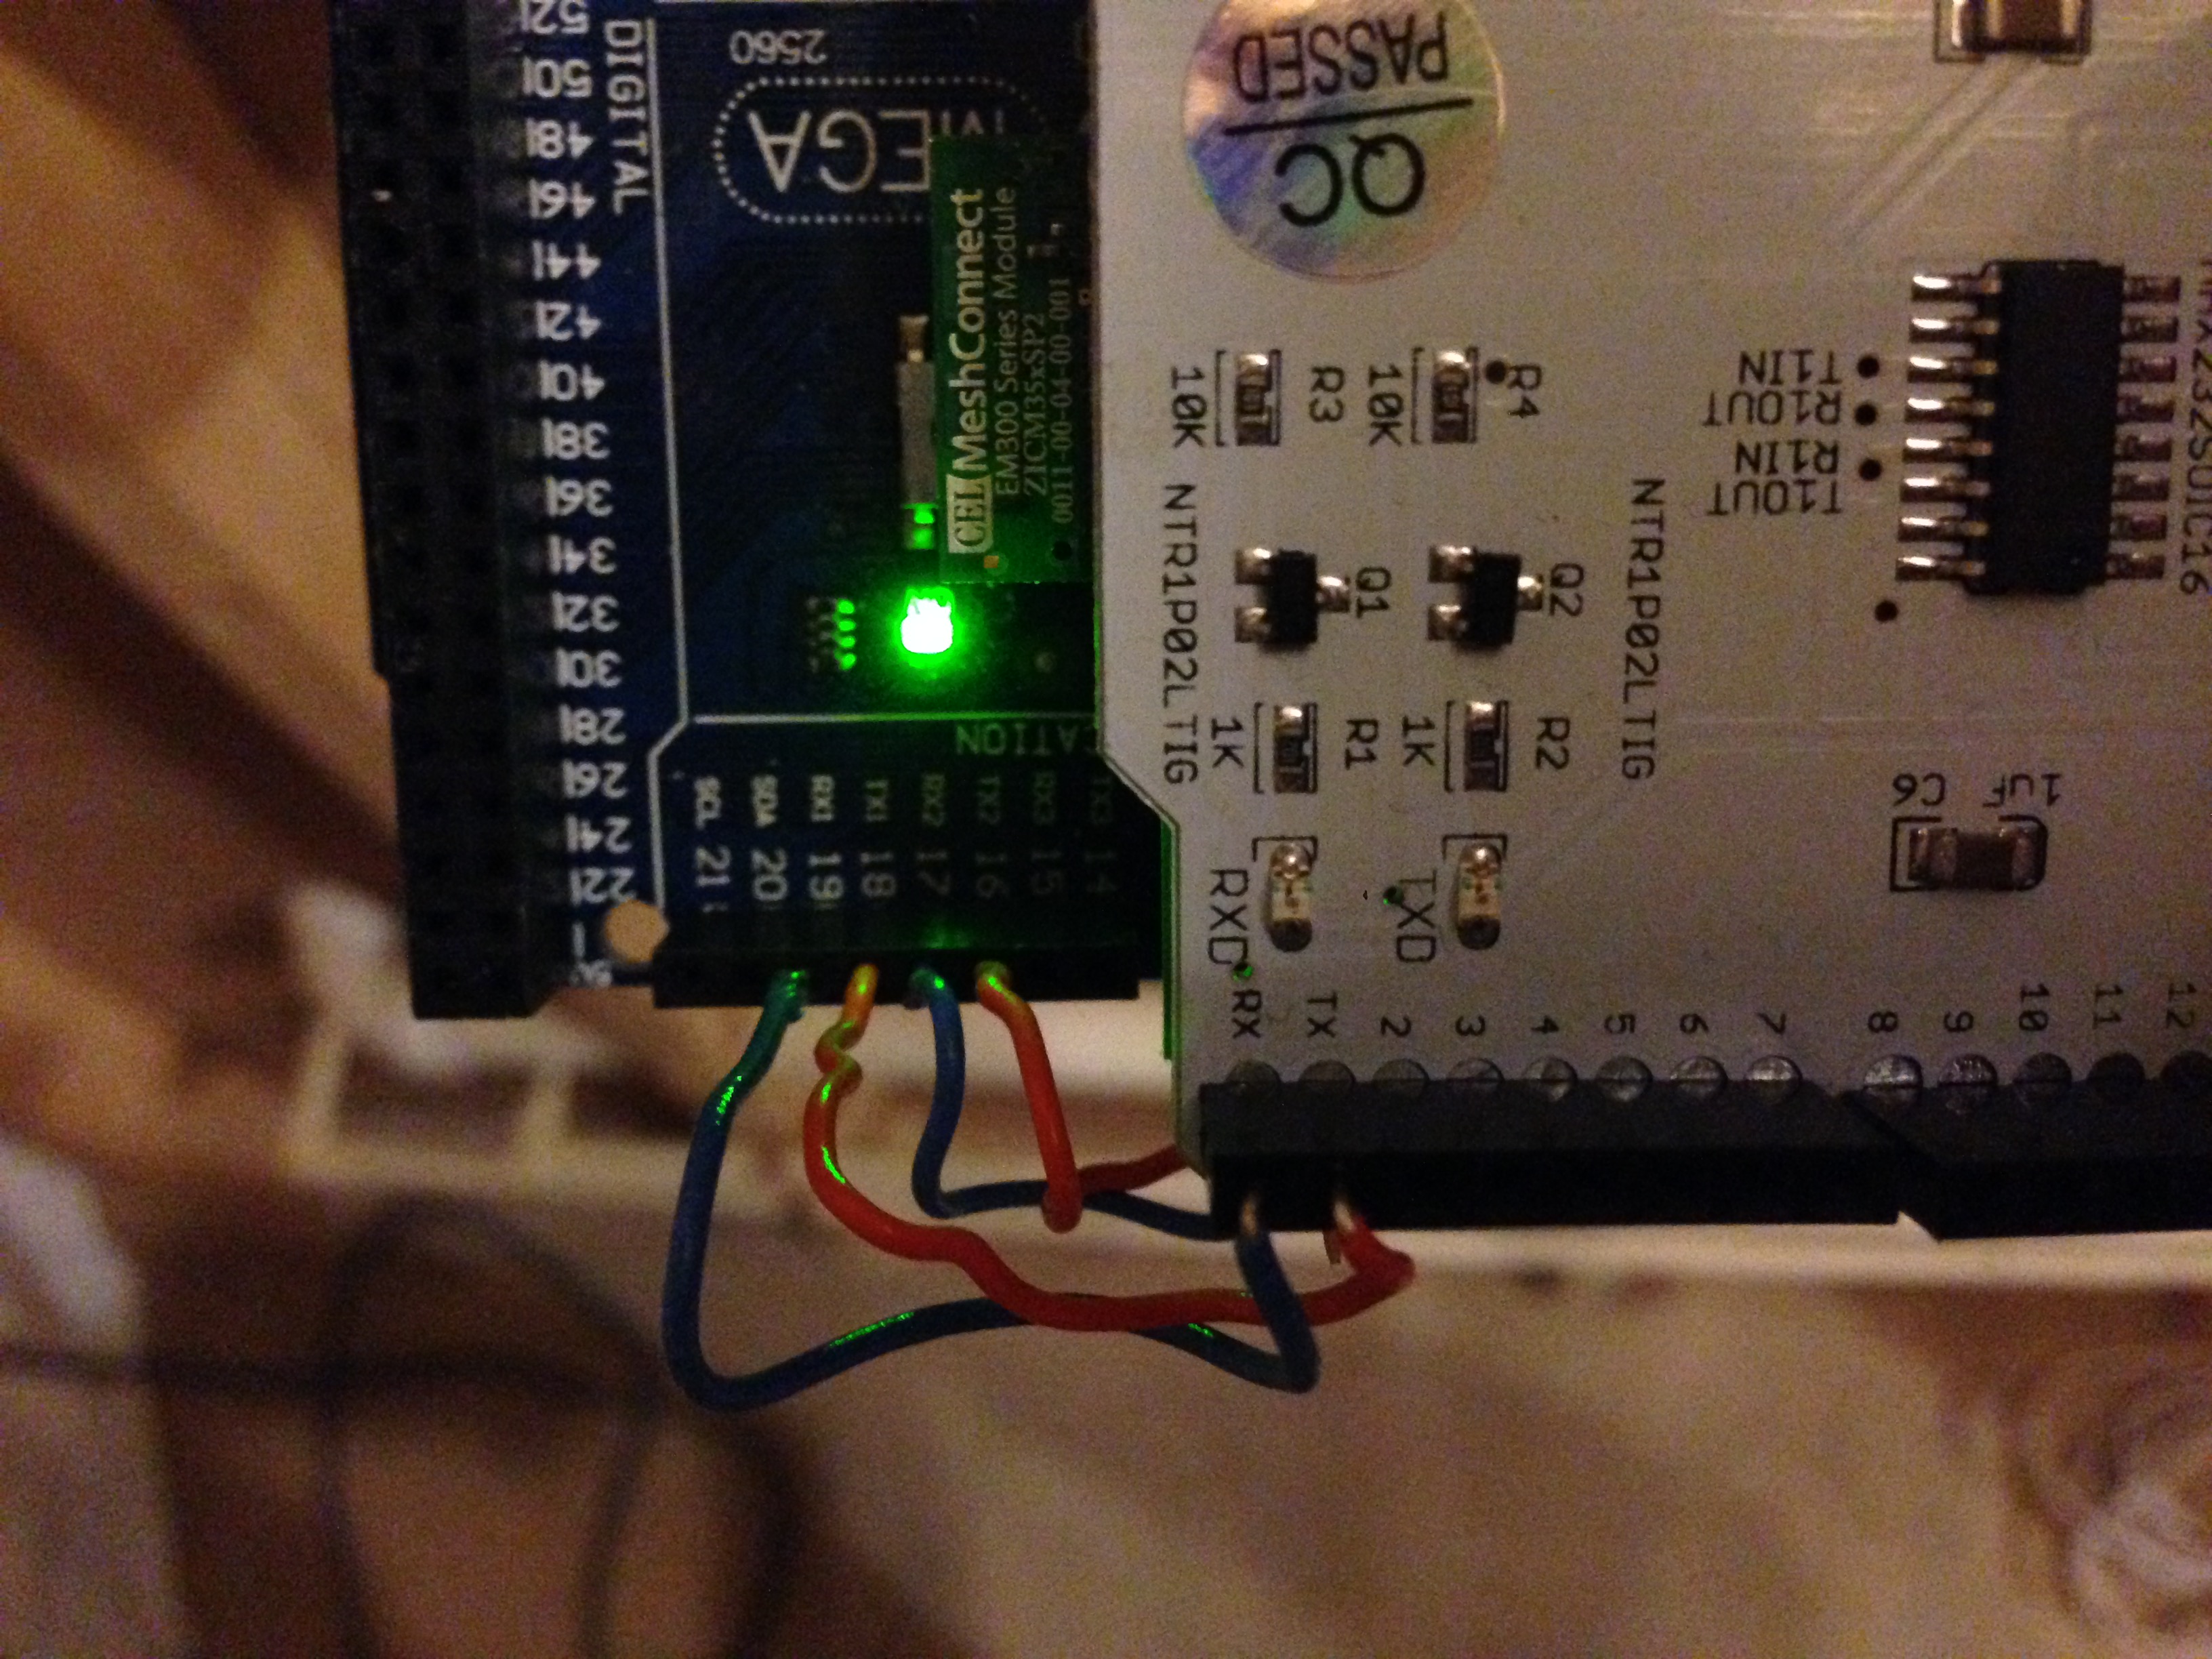 DIGITAL
52
50
48
46
44
42
40
38
36
34
32
30
28
26
24
22
MEGA
2560
CATION
SCL 21
SDA 20
RX1 19
TX1 18
RX2 17
TX2 16
RX3 15
TX3 14
CEL MeshConnect
EM300 Series Module
ZICM35xSP2
0011-00-04-00-00-001
QC
PASSED
10K
R3
10K
R4
NTR1P02LTIG
Q1
Q2
NTR1P02LTIG
1K
R1
1K
R2
RXD
TXD
T1IN
R1OUT
R1IN
T1OUT
C6 1uF
RX
TX
2
3
4
5
6
7
8
9
10
11
12